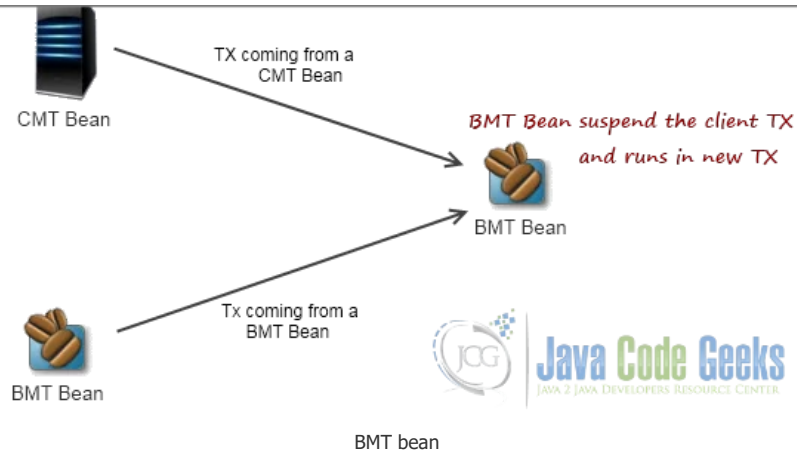 TX coming from a
CMT Bean
CMT Bean
BMT Bean suspend the client TX
and runs in new TX
BMT Bean
Tx coming from a
BMT Bean
BMT Bean
JCG
Java Code Geeks
JAVA 2 JAVA DEVELOPERS RESOURCE CENTER
BMT bean